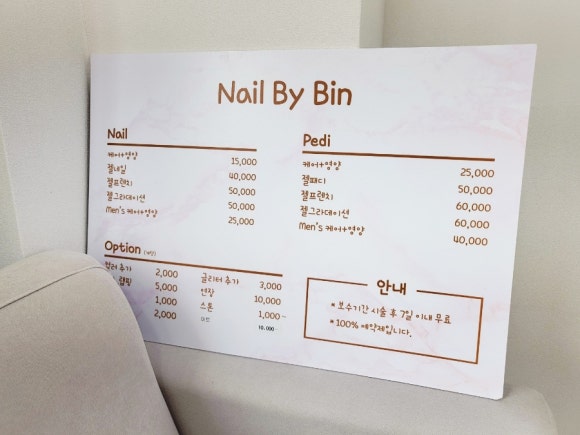 Nail By Bin
Nail
케어+영양 15,000
젤네일 40,000
젤프렌치 50,000
젤그라데이션 50,000
Men's 케어+영양 25,000
Pedi
케어+영양 25,000
젤페디 50,000
젤프렌치 60,000
젤그라데이션 60,000
Men's 케어+영양 40,000
Option
추가 2,000
랩핑 5,000
1,000
2,000
글리터 추가 3,000
연장 10,000
스톤 1,000~
10,000~
안내
* 보수기간 시술 후 7일 이내 무료
* 100% 예약제입니다.